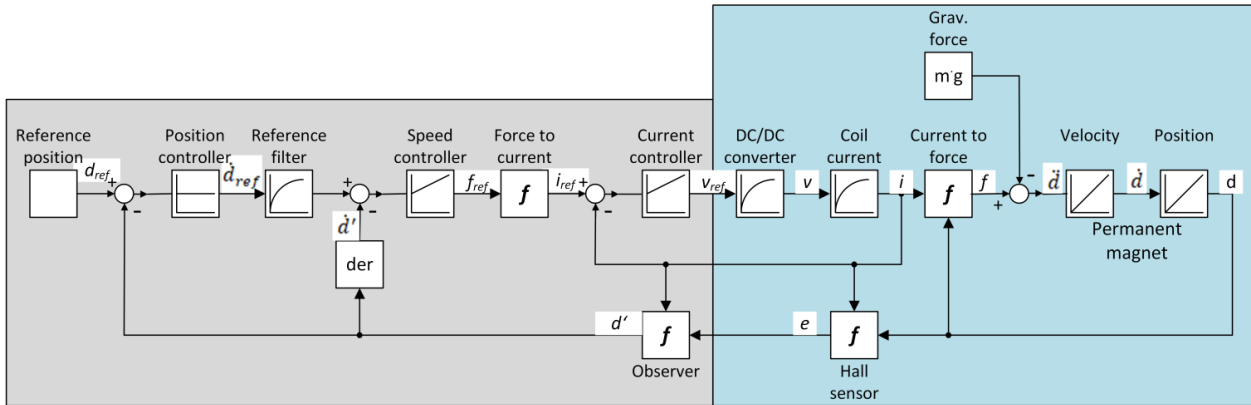 Grav.
force
m·g
Reference
position
Position
controller
Reference
filter
Speed
controller
Force to
current
Current
controller
DC/DC
converter
Coil
current
Current to
force
Velocity
Position
d_ref
+
-
ḋ_ref
+
-
f_ref
f
i_ref
+
-
v_ref
v
i
f
f
-
+
d̈
ḋ
d
Permanent
magnet
ḋ'
der
d'
f
e
f
Observer
Hall
sensor